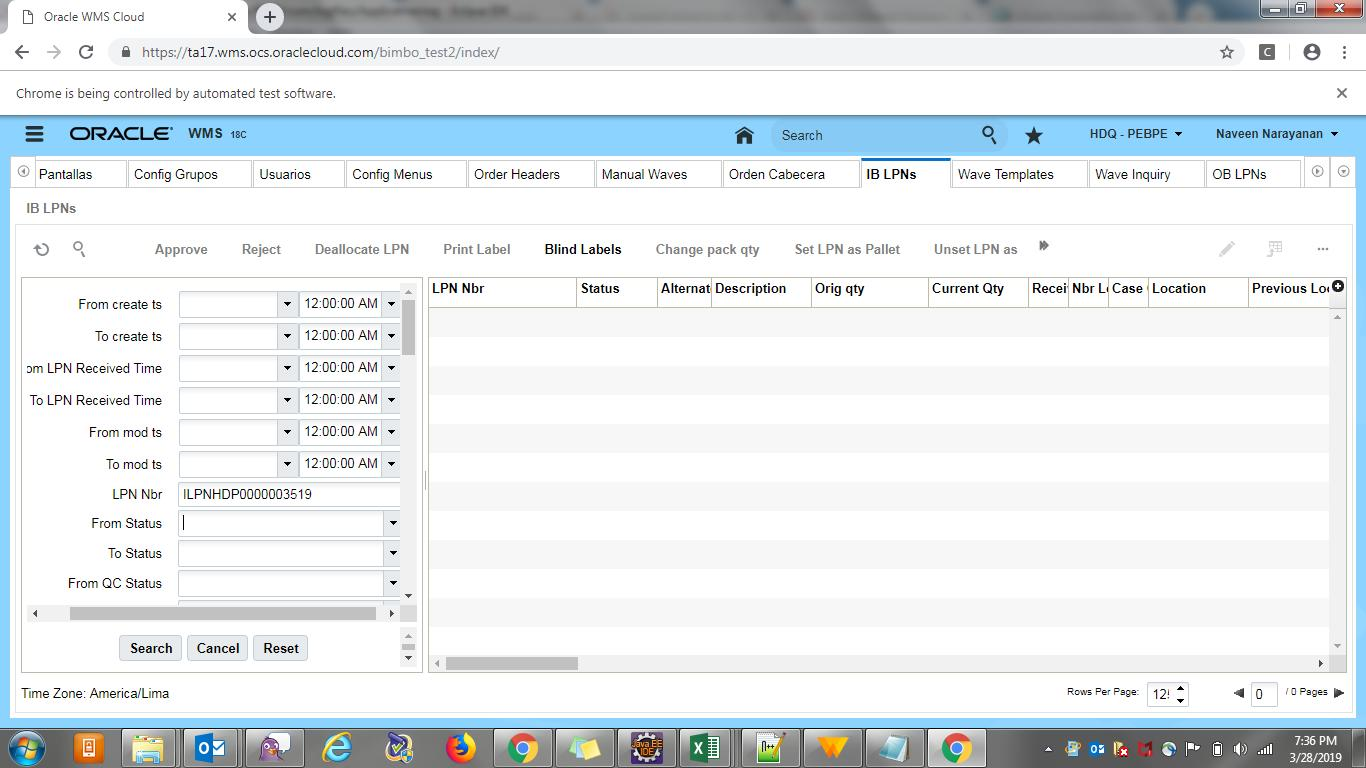 Oracle WMS Cloud
https://ta17.wms.ocs.oraclecloud.com/bimbo_test2/index/
C
Chrome is being controlled by automated test software.
ORACLE WMS 18C Search HDQ - PEBPE Naveen Narayanan
Pantallas Config Grupos Usuarios Config Menus Order Headers Manual Waves Orden Cabecera IB LPNs Wave Templates Wave Inquiry OB LPNs
IB LPNs
Approve Reject Deallocate LPN Print Label Blind Labels Change pack qty Set LPN as Pallet Unset LPN as
LPN Nbr Status Alternat Description Orig qty Current Qty Recei Nbr Lo Case Location Previous Loc
From create ts 12:00:00 AM
To create ts 12:00:00 AM
om LPN Received Time 12:00:00 AM
To LPN Received Time 12:00:00 AM
From mod ts 12:00:00 AM
To mod ts 12:00:00 AM
LPN Nbr ILPNHDP0000003519
From Status
To Status
From QC Status
Search Cancel Reset
Time Zone: America/Lima
Rows Per Page: 125 0 / 0 Pages
Java EE
IDE
7:36 PM
3/28/2019